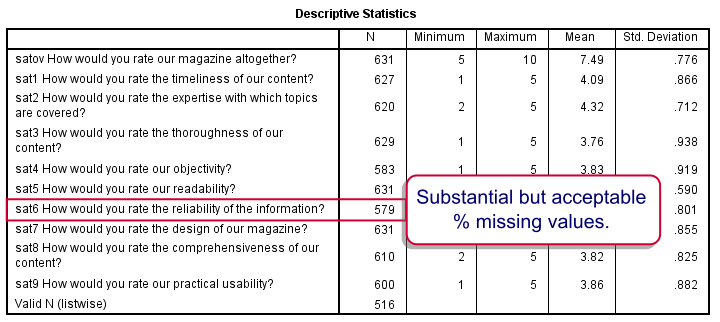 Descriptive Statistics
N Minimum Maximum Mean Std. Deviation
satov How would you rate our magazine altogether? 631 5 10 7.49 .776
sat1 How would you rate the timeliness of our content? 627 1 5 4.09 .866
sat2 How would you rate the expertise with which topics
are covered? 620 2 5 4.32 .712
sat3 How would you rate the thoroughness of our
content? 629 1 5 3.76 .938
sat4 How would you rate our objectivity? 583 1 5 3.83 .919
sat5 How would you rate our readability? 631 .590
sat6 How would you rate the reliability of the information? 579 .801
sat7 How would you rate the design of our magazine? 631 .855
Substantial but acceptable
% missing values.
sat8 How would you rate the comprehensiveness of our
content? 610 2 5 3.82 .825
sat9 How would you rate our practical usability? 600 1 5 3.86 .882
Valid N (listwise) 516